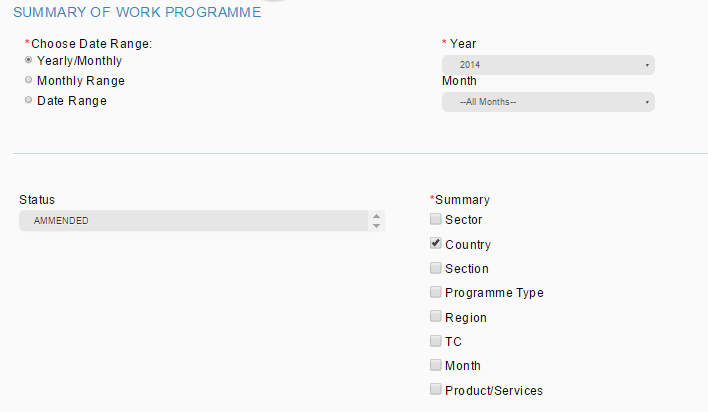 SUMMARY OF WORK PROGRAMME
*Choose Date Range:
Yearly/Monthly
Monthly Range
Date Range
* Year
2014
Month
--All Months--
Status
AMMENDED
*Summary
Sector
Country
Section
Programme Type
Region
TC
Month
Product/Services